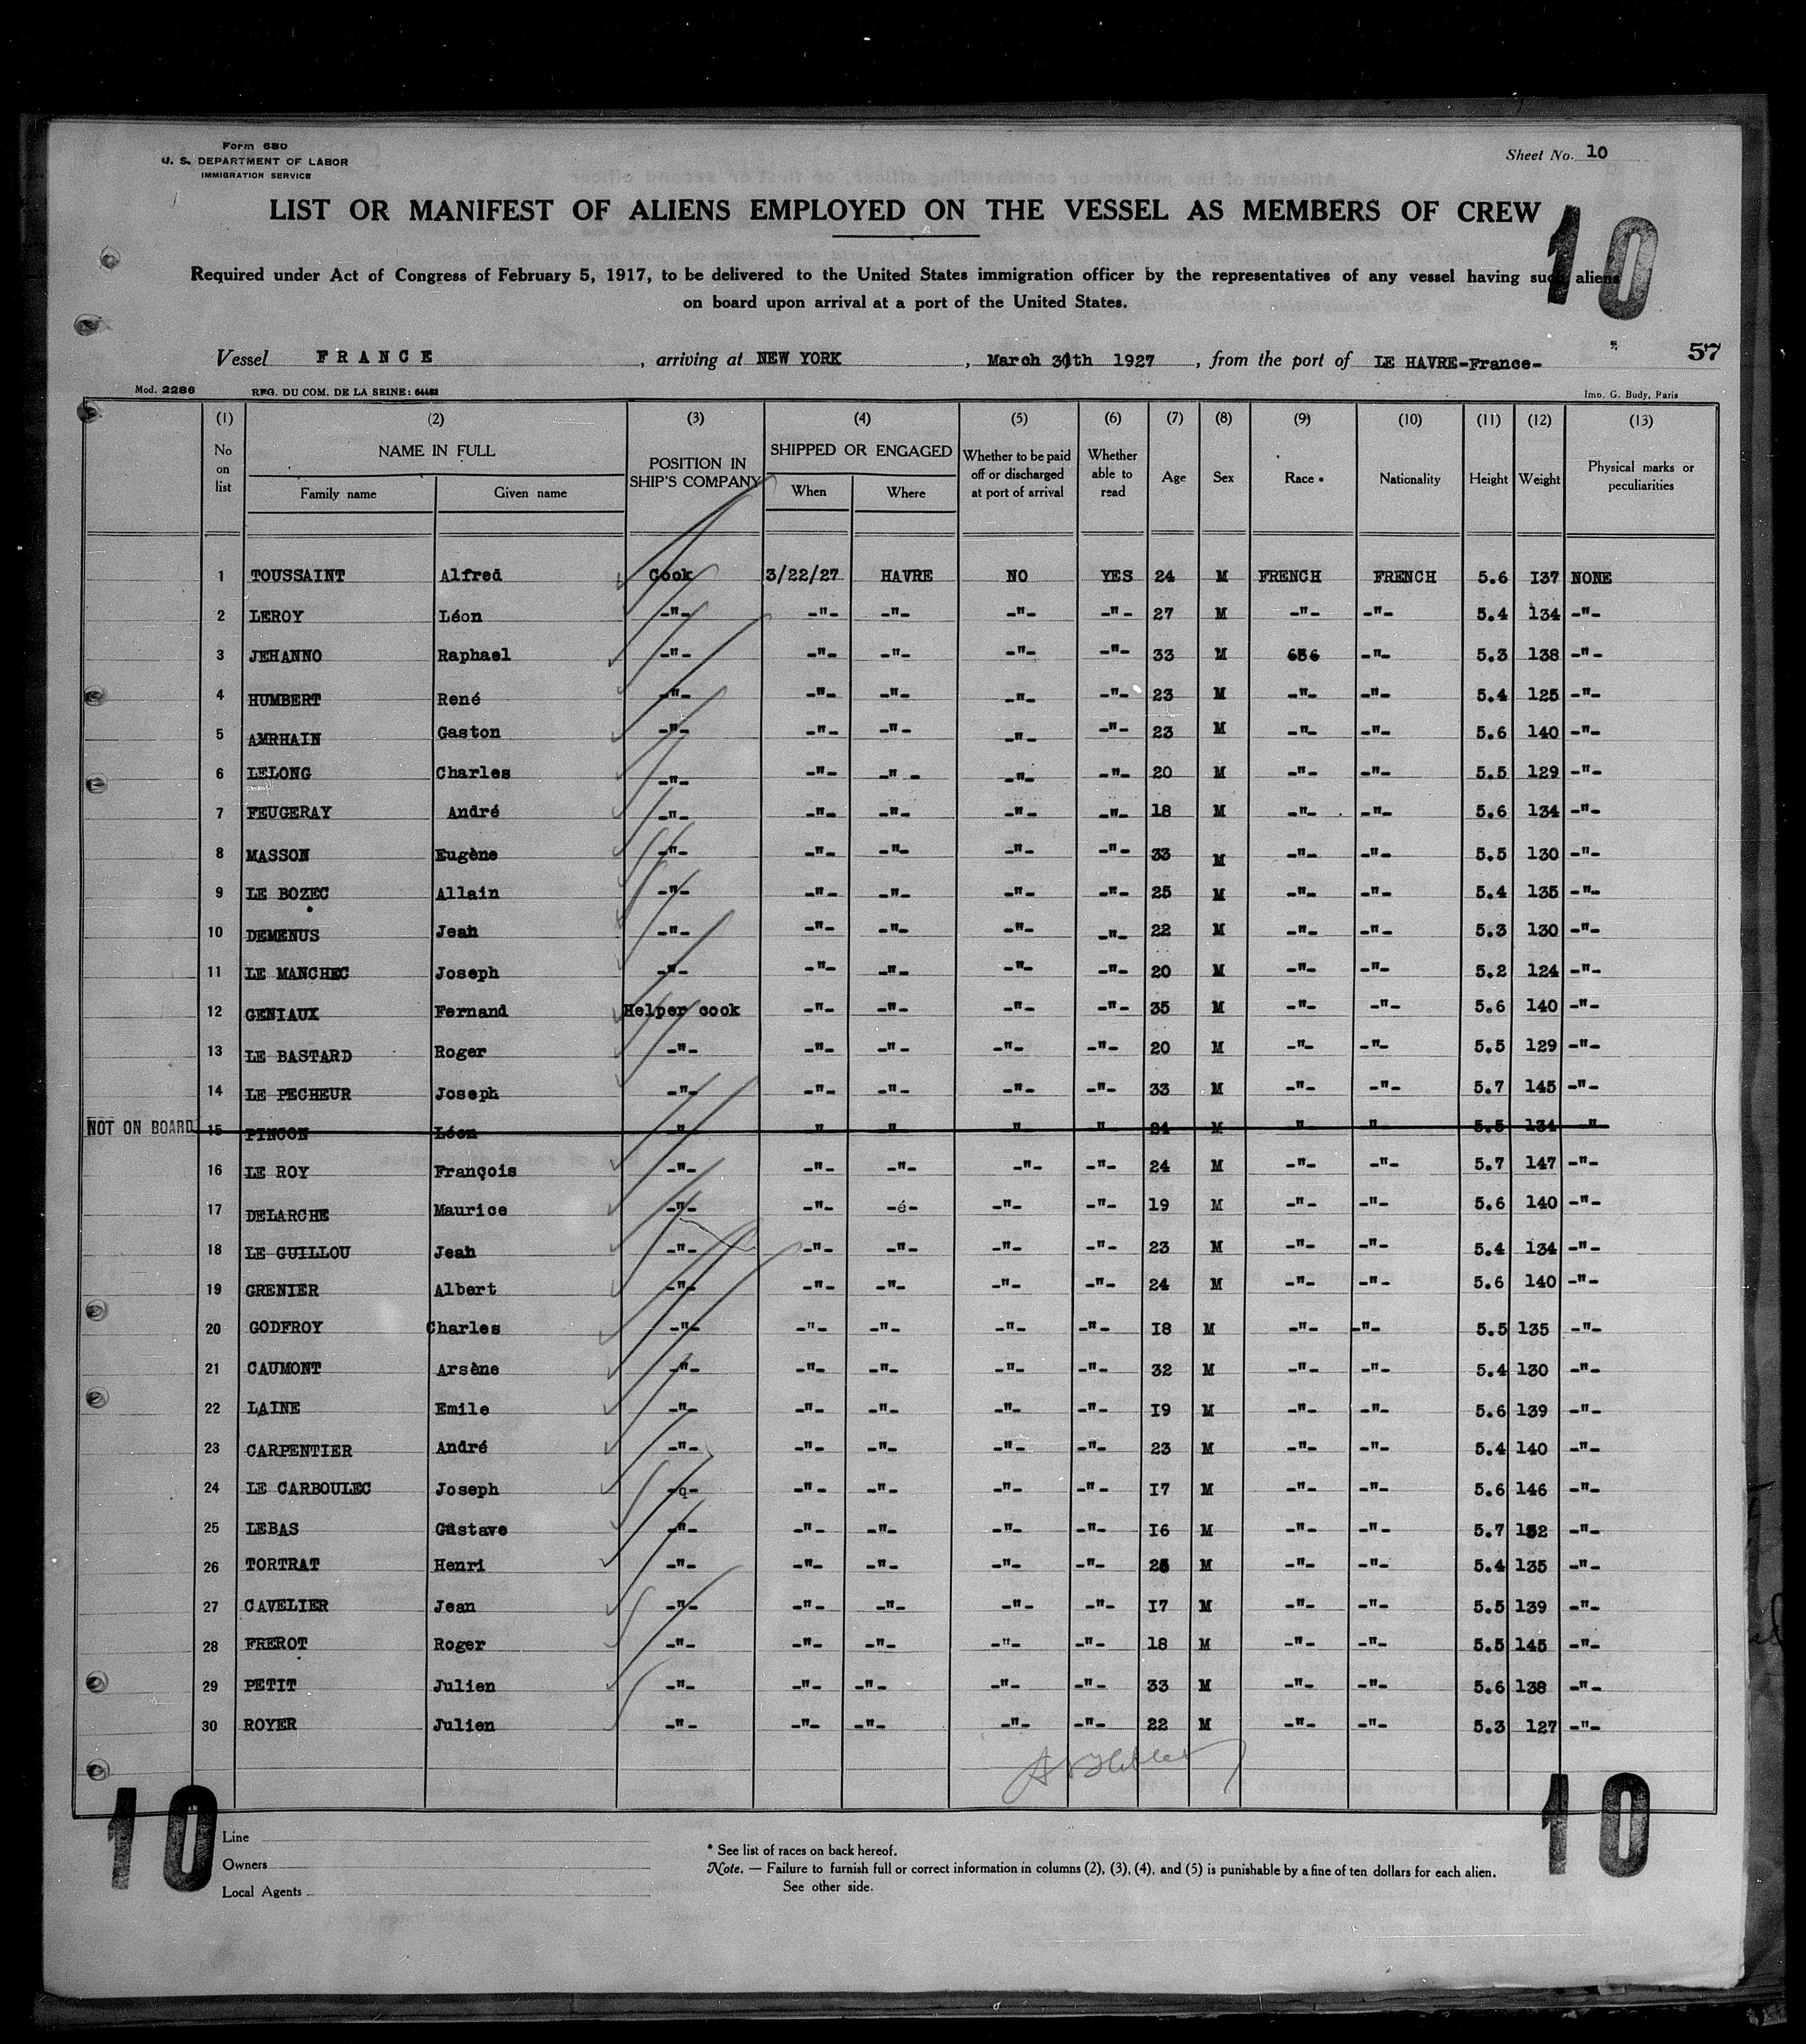 Form 680
U. S. DEPARTMENT OF LABOR
IMMIGRATION SERVICE
Sheet No. 10
LIST OR MANIFEST OF ALIENS EMPLOYED ON THE VESSEL AS MEMBERS OF CREW
10
Required under Act of Congress of February 5, 1917, to be delivered to the United States immigration officer by the representatives of any vessel having such aliens
on board upon arrival at a port of the United States.
Vessel FRANCE, arriving at NEW YORK, March 30th 1927, from the port of LE HAVRE-France- 57
Mod. 2286 REG. DU COM. DE LA SEINE: 64483 Imp. G. Budy, Paris
(1) (2) (3) (4) (5) (6) (7) (8) (9) (10) (11) (12) (13)
No on list NAME IN FULL Family name Given name POSITION IN SHIP'S COMPANY SHIPPED OR ENGAGED When Where Whether to be paid off or discharged at port of arrival Whether able to read Age Sex Race * Nationality Height Weight Physical marks or peculiarities
1 TOUSSAINT Alfred Cook 3/22/27 HAVRE NO YES 24 M FRENCH FRENCH 5.6 137 NONE
2 LEROY Léon -"- -"- -"- -"- -"- 27 M -"- -"- 5.4 134 -"-
3 JEHANNO Raphael -"- -"- -"- -"- -"- 33 M 656 -"- 5.3 138 -"-
4 HUMBERT René -"- -"- -"- -"- -"- 23 M -"- -"- 5.4 125 -"-
5 AMRHAIN Gaston -"- -"- -"- -"- -"- 23 M -"- -"- 5.6 140 -"-
6 LELONG Charles -"- -"- -"- -"- -"- 20 M -"- -"- 5.5 129 -"-
7 FEUGERAY André -"- -"- -"- -"- -"- 18 M -"- -"- 5.6 134 -"-
8 MASSON Eugène -"- -"- -"- -"- -"- 33 M -"- -"- 5.5 130 -"-
9 LE BOZEC Allain -"- -"- -"- -"- -"- 25 M -"- -"- 5.4 135 -"-
10 DEMENUS Jean -"- -"- -"- -"- -"- 22 M -"- -"- 5.3 130 -"-
11 LE MANCHEC Joseph -"- -"- -"- -"- -"- 20 M -"- -"- 5.2 124 -"-
12 GENIAUX Fernand Helper cook -"- -"- -"- -"- 35 M -"- -"- 5.6 140 -"-
13 LE BASTARD Roger -"- -"- -"- -"- -"- 20 M -"- -"- 5.5 129 -"-
14 LE PECHEUR Joseph -"- -"- -"- -"- -"- 33 M -"- -"- 5.7 145 -"-
NOT ON BOARD 15 PINCON Léon -"- -"- -"- -"- -"- M -"- -"- 5.5 134 -"-
16 LE ROY François -"- -"- -"- -"- -"- 24 M -"- -"- 5.7 147 -"-
17 DELARCHE Maurice -"- -"- -é- -"- -"- 19 M -"- -"- 5.6 140 -"-
18 LE GUILLOU Jean -"- -"- -"- -"- -"- 23 M -"- -"- 5.4 134 -"-
19 GRENIER Albert -"- -"- -"- -"- -"- 24 M -"- -"- 5.6 140 -"-
20 GODFROY Charles -"- -"- -"- -"- -"- 18 M -"- -"- 5.5 135 -"-
21 CAUMONT Arsène -"- -"- -"- -"- -"- 32 M -"- -"- 5.4 130 -"-
22 LAINE Emile -"- -"- -"- -"- -"- 19 M -"- -"- 5.6 139 -"-
23 CARPENTIER André -"- -"- -"- -"- -"- 23 M -"- -"- 5.4 140 -"-
24 LE CARBOULEC Joseph -q- -"- -"- -"- -"- 17 M -"- -"- 5.6 146 -"-
25 LEBAS Gustave -"- -"- -"- -"- -"- 16 M -"- -"- 5.7 132 -"-
26 TORTRAT Henri -"- -"- -"- -"- -"- 25 M -"- -"- 5.4 135 -"-
27 CAVELIER Jean -"- -"- -"- -"- -"- 17 M -"- -"- 5.5 139 -"-
28 FREROT Roger -"- -"- -"- -"- -"- 18 M -"- -"- 5.5 145 -"-
29 PETIT Julien -"- -"- -"- -"- -"- 33 M -"- -"- 5.6 138 -"-
30 ROYER Julien -"- -"- -"- -"- -"- 22 M -"- -"- 5.3 127 -"-
10 10
Line
Owners
Local Agents
* See list of races on back hereof.
Note. — Failure to furnish full or correct information in columns (2), (3), (4), and (5) is punishable by a fine of ten dollars for each alien.
See other side.